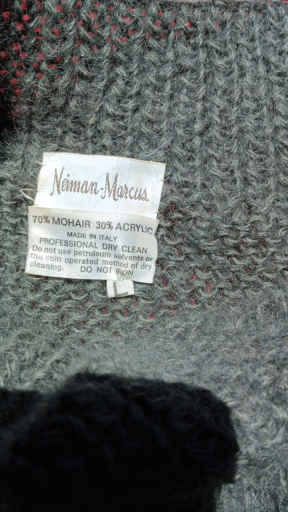 Neiman-Marcus
70% MOHAIR 30% ACRYLIC
MADE IN ITALY
PROFESSIONAL DRY CLEAN
Do not use petroleum solvents or
the coin operated method of dry
cleaning. DO NOT IRON